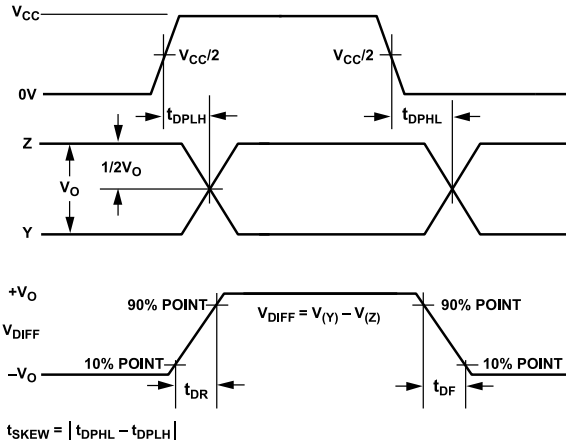 VCC
VCC/2
VCC/2
0V
tDPLH
tDPHL
Z
1/2VO
VO
Y
+VO
90% POINT
VDIFF = V(Y) – V(Z)
90% POINT
VDIFF
10% POINT
10% POINT
–VO
tDR
tDF
tSKEW = | tDPHL – tDPLH |